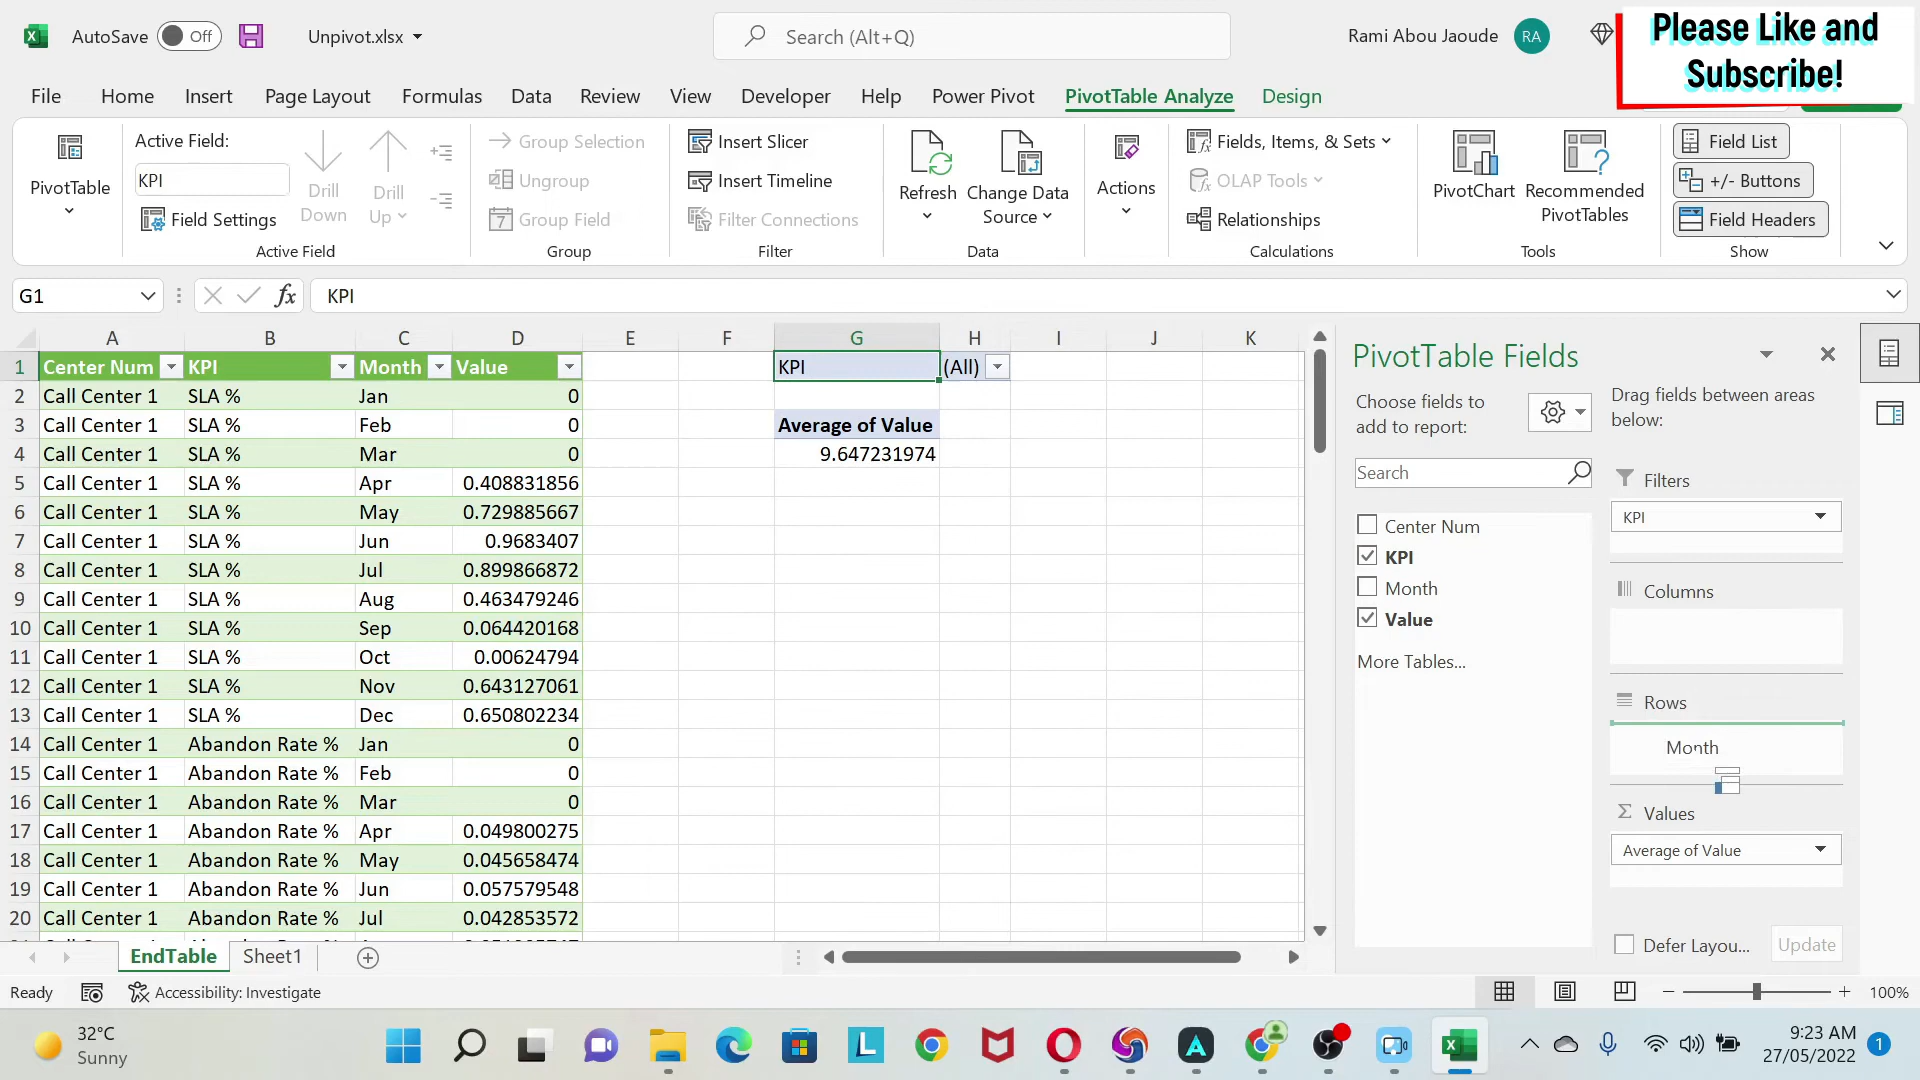 AutoSave Off Unpivot.xlsx Search (Alt+Q) Rami Abou Jaoude RA
Please Like and
Subscribe!
File Home Insert Page Layout Formulas Data Review View Developer Help Power Pivot PivotTable Analyze Design
PivotTable
Active Field:
KPI
Field Settings
Drill
Down
Drill
Up
Active Field
Group Selection
Ungroup
7 Group Field
Group
Insert Slicer
Insert Timeline
Filter Connections
Filter
Refresh
Change Data
Source
Data
Actions
Fields, Items, & Sets
OLAP Tools
Relationships
Calculations
PivotChart
Recommended
PivotTables
Tools
Field List
+/- Buttons
Field Headers
Show
G1 fx KPI
A B C D E F G H I J K
1 Center Num KPI Month Value KPI (All)
2 Call Center 1 SLA % Jan 0
3 Call Center 1 SLA % Feb 0 Average of Value
4 Call Center 1 SLA % Mar 0 9.647231974
5 Call Center 1 SLA % Apr 0.408831856
6 Call Center 1 SLA % May 0.729885667
7 Call Center 1 SLA % Jun 0.9683407
8 Call Center 1 SLA % Jul 0.899866872
9 Call Center 1 SLA % Aug 0.463479246
10 Call Center 1 SLA % Sep 0.064420168
11 Call Center 1 SLA % Oct 0.00624794
12 Call Center 1 SLA % Nov 0.643127061
13 Call Center 1 SLA % Dec 0.650802234
14 Call Center 1 Abandon Rate % Jan 0
15 Call Center 1 Abandon Rate % Feb 0
16 Call Center 1 Abandon Rate % Mar 0
17 Call Center 1 Abandon Rate % Apr 0.049800275
18 Call Center 1 Abandon Rate % May 0.045658474
19 Call Center 1 Abandon Rate % Jun 0.057579548
20 Call Center 1 Abandon Rate % Jul 0.042853572
PivotTable Fields
Choose fields to
add to report:
Search
Center Num
KPI
Month
Value
More Tables...
Drag fields between areas
below:
Filters
KPI
Columns
Rows
Month
Σ Values
Average of Value
Defer Layou...
Update
EndTable Sheet1
Ready Accessibility: Investigate 100%
32°C
Sunny
L
A
9:23 AM
27/05/2022
1